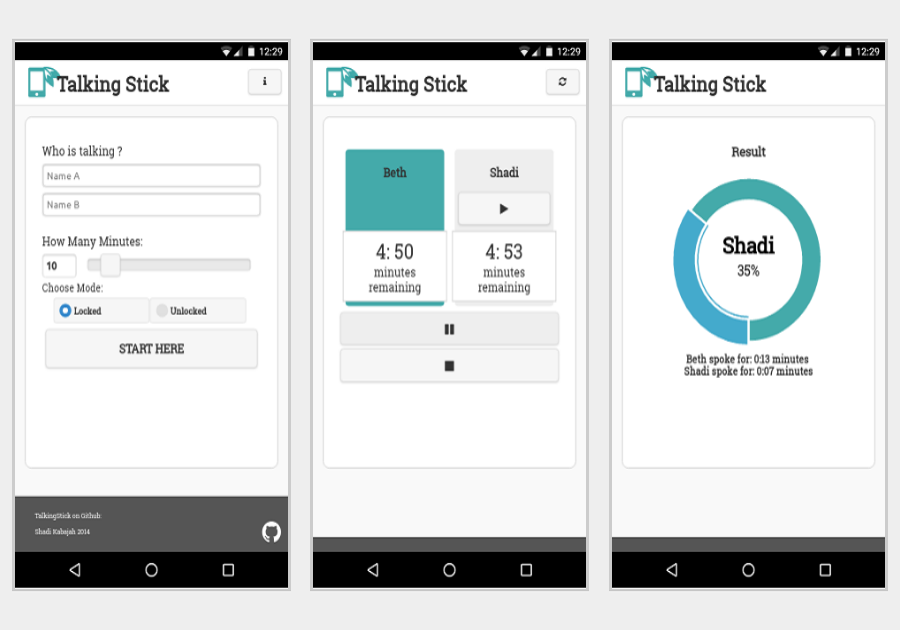 12:29
Talking Stick
i
Who is talking ?
Name A
Name B
How Many Minutes:
10
Choose Mode:
Locked Unlocked
START HERE
TalkingStick on Github:
Shadi Kabajah 2014
12:29
Talking Stick
Beth Shadi
4: 50 4: 53
minutes minutes
remaining remaining
12:29
Talking Stick
Result
Shadi
35%
Beth spoke for: 0:13 minutes
Shadi spoke for: 0:07 minutes